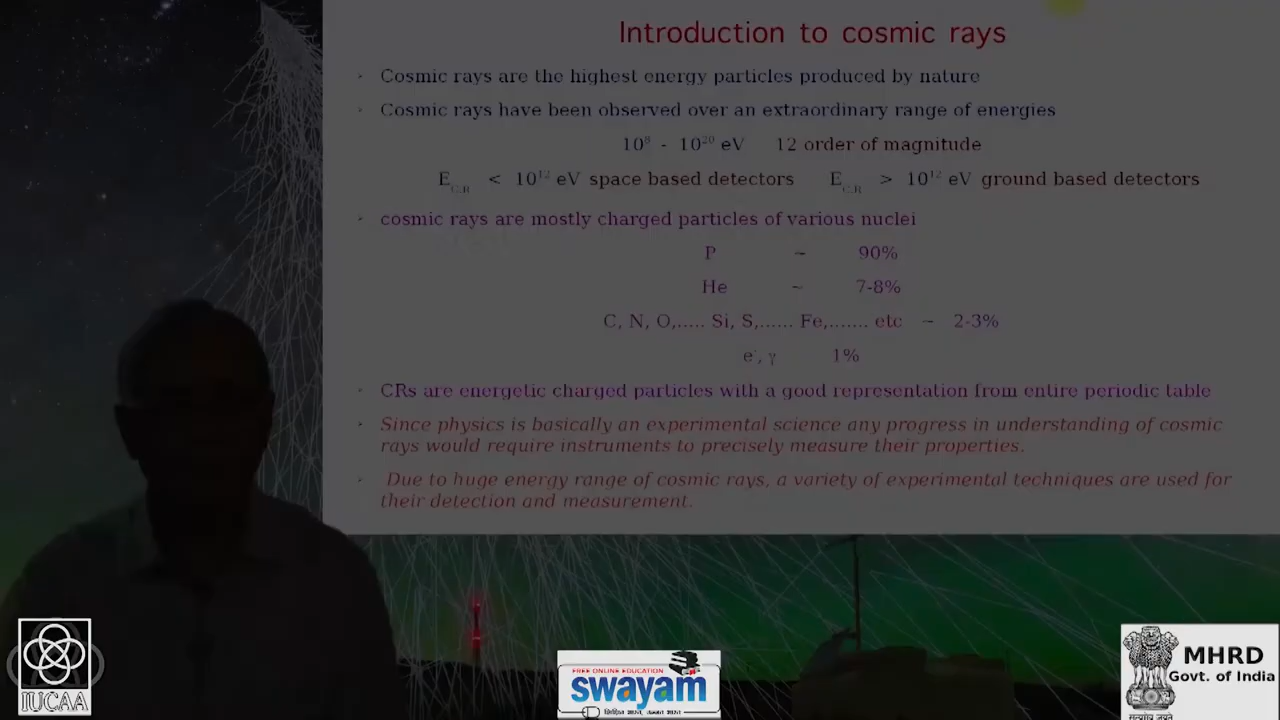 Introduction to cosmic rays
Cosmic rays are the highest energy particles produced by nature
Cosmic rays have been observed over an extraordinary range of energies
10⁸ - 10²⁰ eV 12 order of magnitude
E_C.R < 10¹² eV space based detectors E_C.R > 10¹² eV ground based detectors
cosmic rays are mostly charged particles of various nuclei
P ~ 90%
He ~ 7-8%
C, N, O,..... Si, S,...... Fe,....... etc ~ 2-3%
e⁻, γ 1%
CRs are energetic charged particles with a good representation from entire periodic table
Since physics is basically an experimental science any progress in understanding of cosmic
rays would require instruments to precisely measure their properties.
Due to huge energy range of cosmic rays, a variety of experimental techniques are used for
their detection and measurement.
IUCAA
FREE ONLINE EDUCATION
swayam
MHRD
Govt. of India